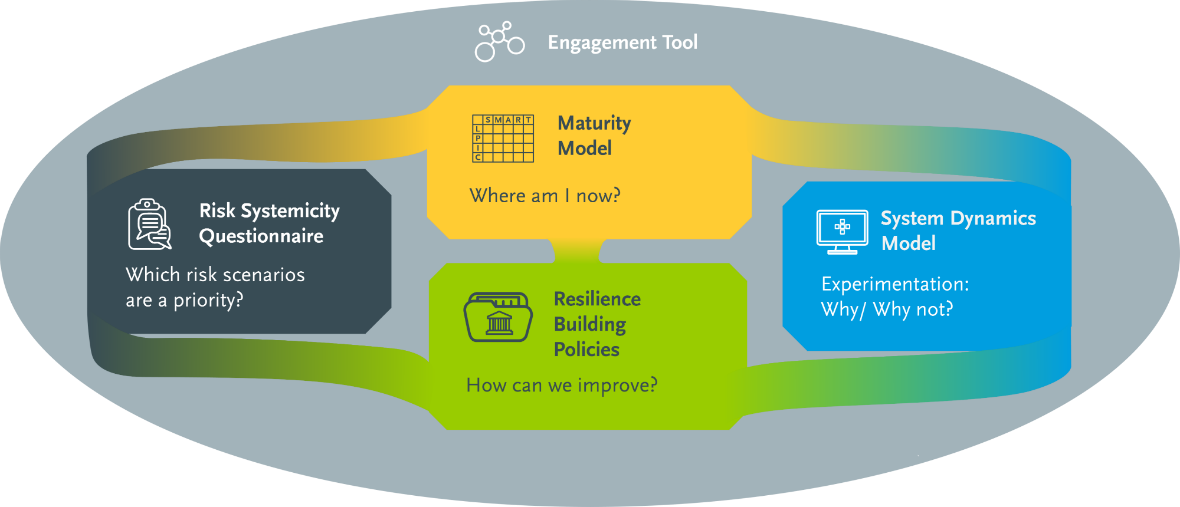 Engagement Tool
S M A R T
L
P
I
C
Maturity
Model
Where am I now?
Risk Systemicity
Questionnaire
Which risk scenarios
are a priority?
System Dynamics
Model
Experimentation:
Why/ Why not?
Resilience
Building
Policies
How can we improve?